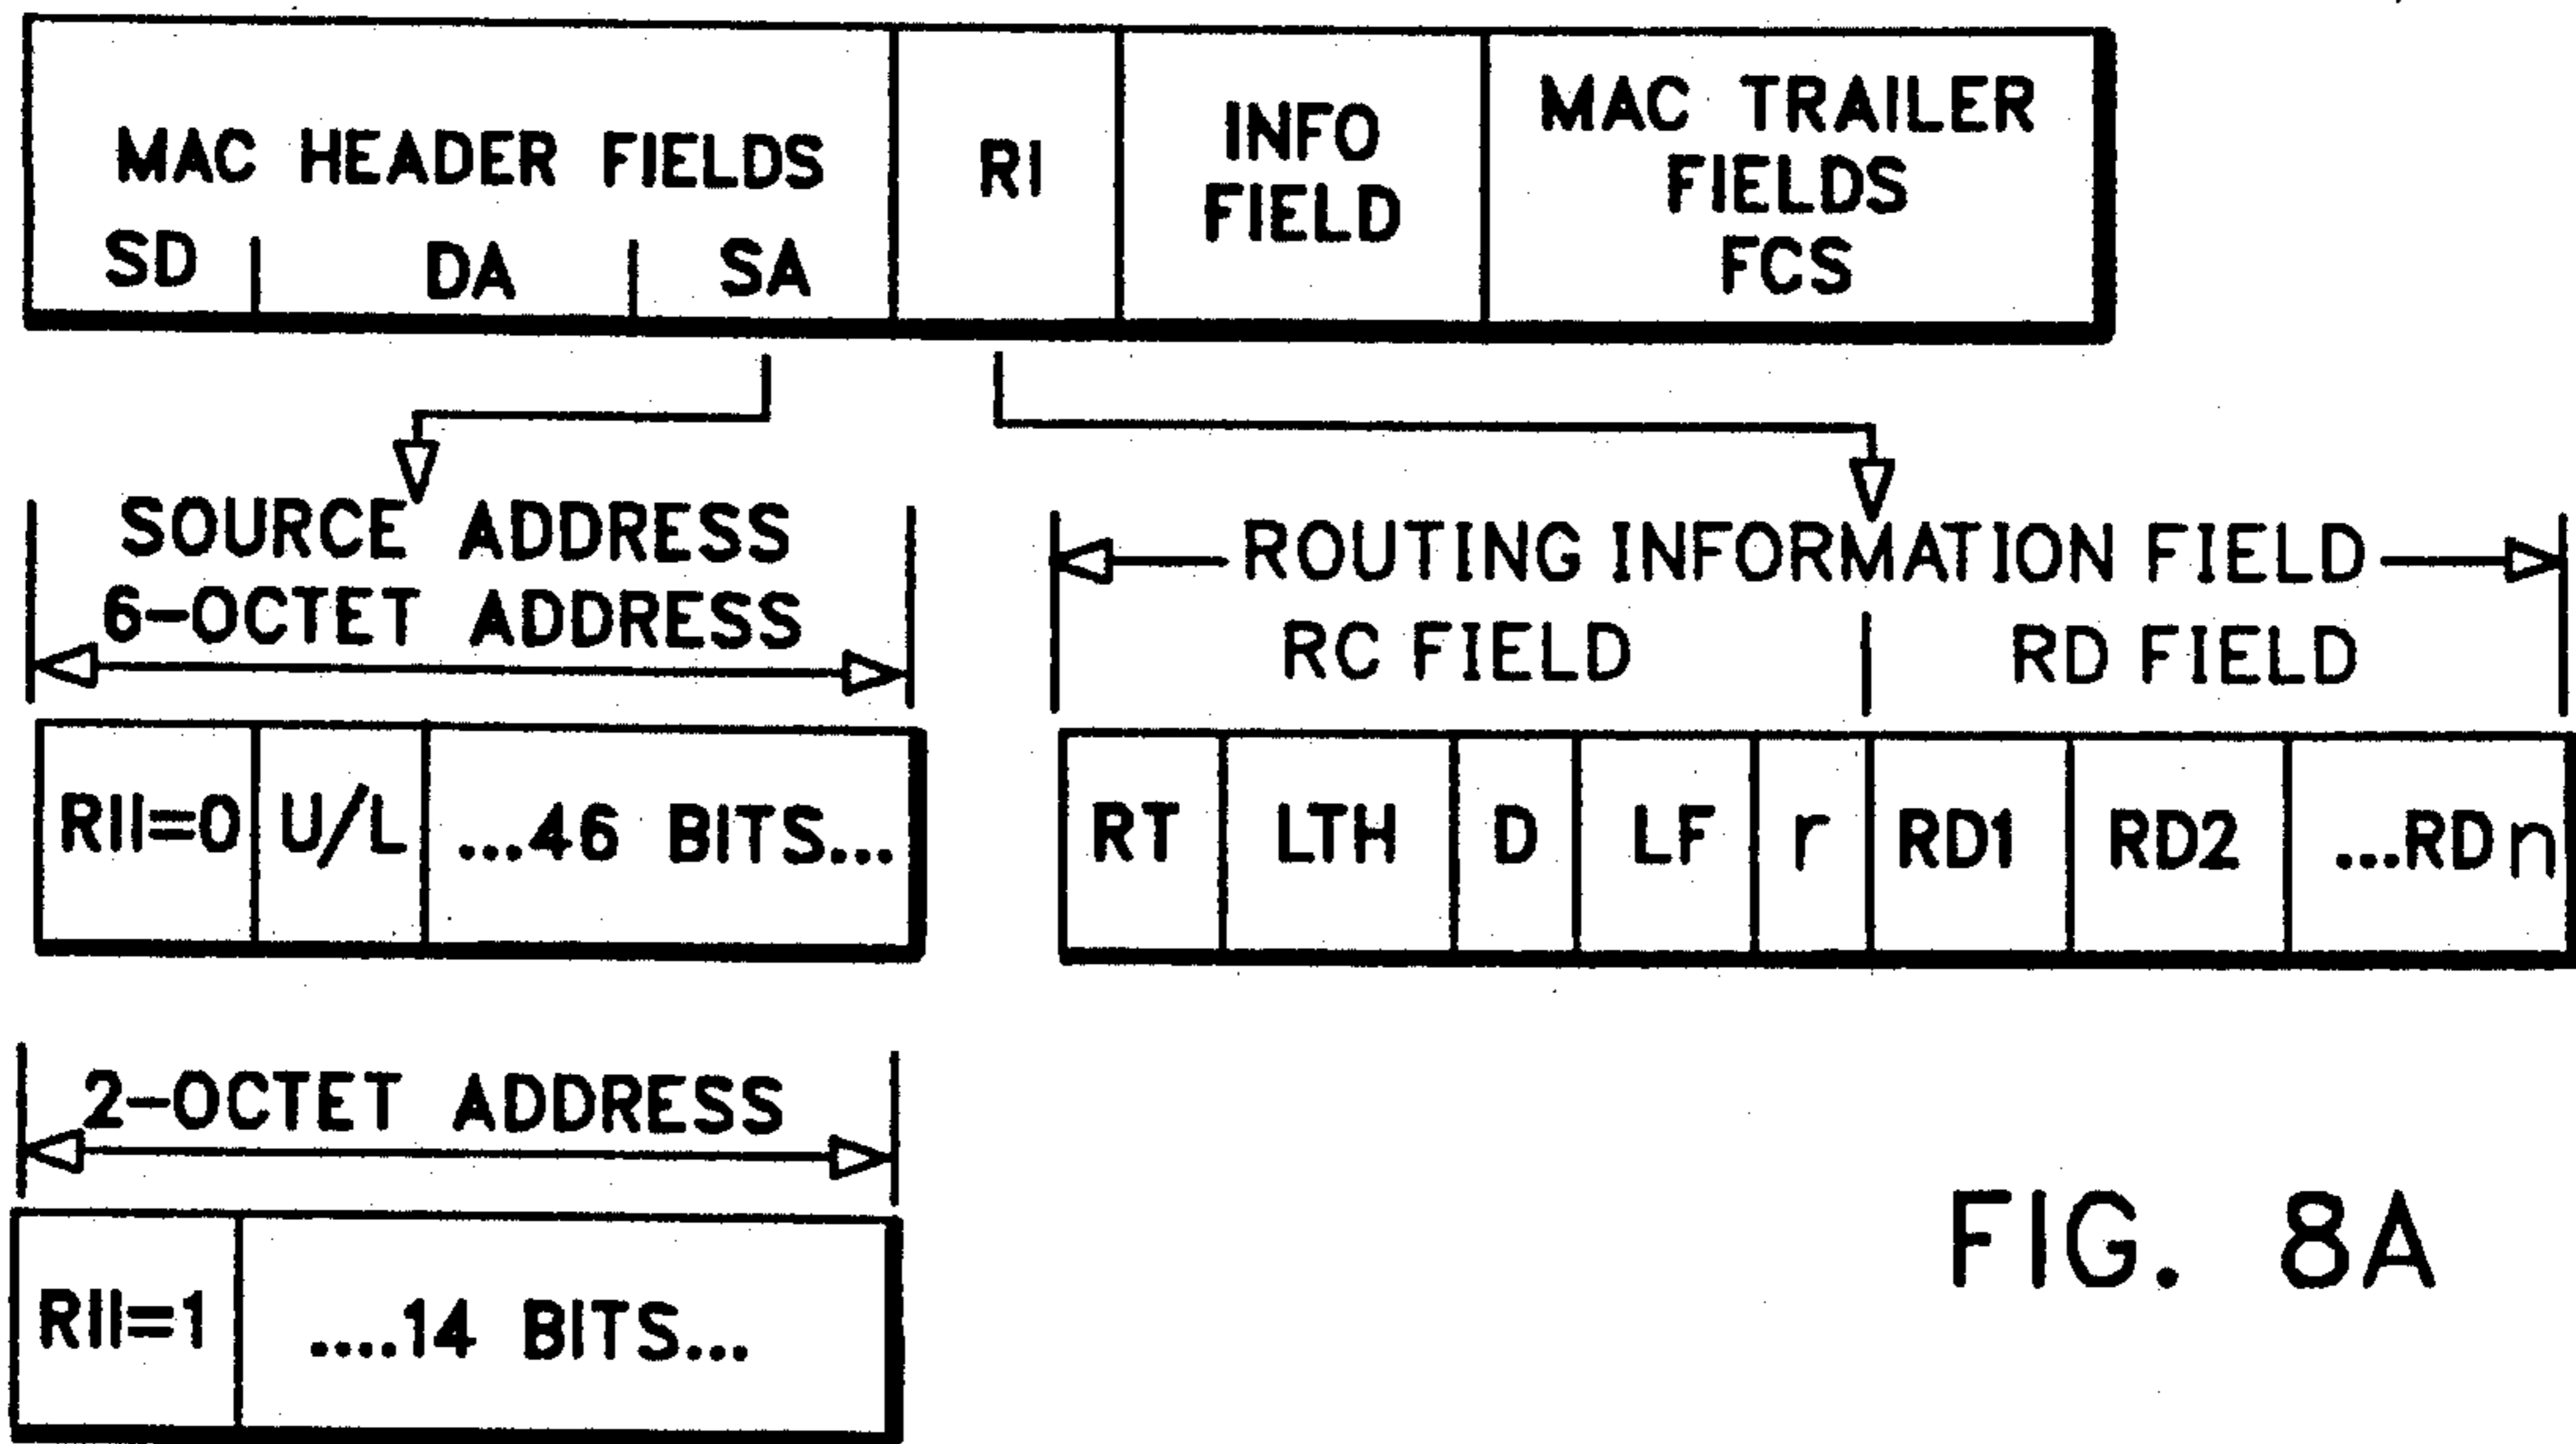 MAC HEADER FIELDS
SD DA SA
RI
INFO
FIELD
MAC TRAILER
FIELDS
FCS
SOURCE ADDRESS
6-OCTET ADDRESS
RII=0 U/L ...46 BITS...
ROUTING INFORMATION FIELD
RC FIELD RD FIELD
RT LTH D LF r RD1 RD2 ...RDn
2-OCTET ADDRESS
RII=1 ....14 BITS...
FIG. 8A